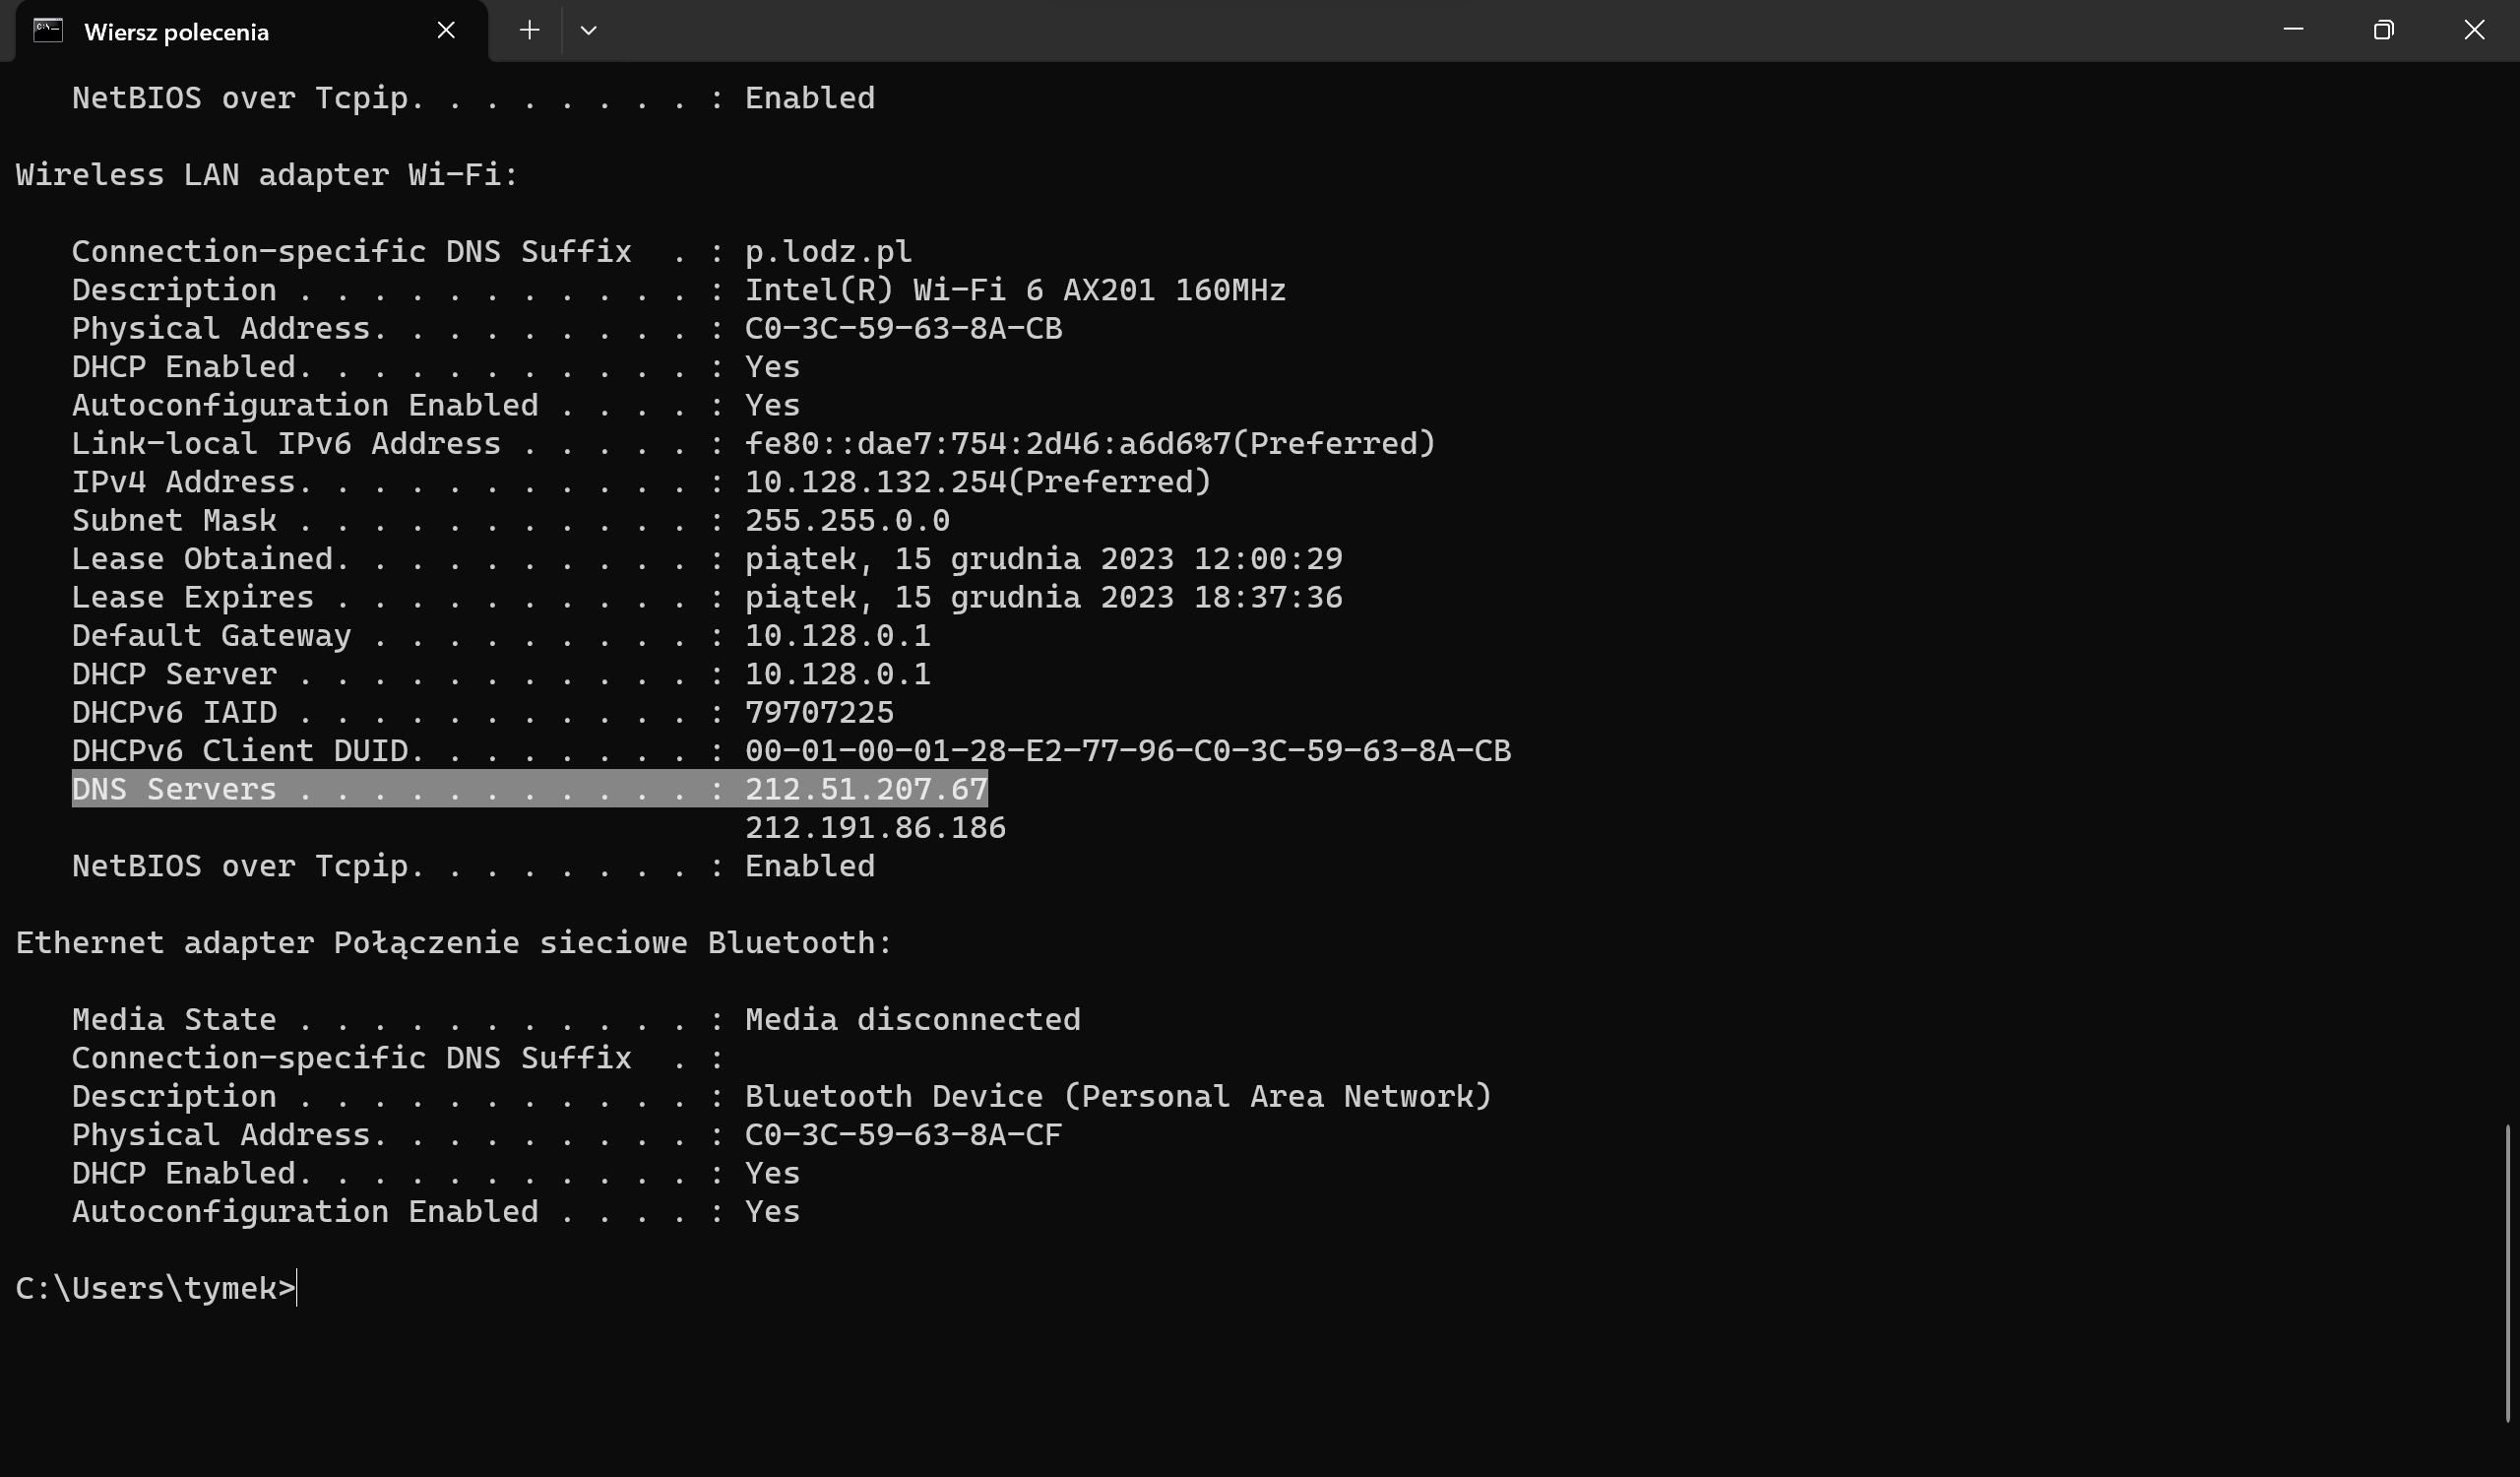 Wiersz polecenia
NetBIOS over Tcpip. . . . . . . . : Enabled
Wireless LAN adapter Wi-Fi:
Connection-specific DNS Suffix  . : p.lodz.pl
Description . . . . . . . . . . . : Intel(R) Wi-Fi 6 AX201 160MHz
Physical Address. . . . . . . . . : C0-3C-59-63-8A-CB
DHCP Enabled. . . . . . . . . . . : Yes
Autoconfiguration Enabled . . . . : Yes
Link-local IPv6 Address . . . . . : fe80::dae7:754:2d46:a6d6%7(Preferred)
IPv4 Address. . . . . . . . . . . : 10.128.132.254(Preferred)
Subnet Mask . . . . . . . . . . . : 255.255.0.0
Lease Obtained. . . . . . . . . . : piątek, 15 grudnia 2023 12:00:29
Lease Expires . . . . . . . . . . : piątek, 15 grudnia 2023 18:37:36
Default Gateway . . . . . . . . . : 10.128.0.1
DHCP Server . . . . . . . . . . . : 10.128.0.1
DHCPv6 IAID . . . . . . . . . . . : 79707225
DHCPv6 Client DUID. . . . . . . . : 00-01-00-01-28-E2-77-96-C0-3C-59-63-8A-CB
DNS Servers . . . . . . . . . . . : 212.51.207.67
212.191.86.186
NetBIOS over Tcpip. . . . . . . . : Enabled
Ethernet adapter Połączenie sieciowe Bluetooth:
Media State . . . . . . . . . . . : Media disconnected
Connection-specific DNS Suffix  . :
Description . . . . . . . . . . . : Bluetooth Device (Personal Area Network)
Physical Address. . . . . . . . . : C0-3C-59-63-8A-CF
DHCP Enabled. . . . . . . . . . . : Yes
Autoconfiguration Enabled . . . . : Yes
C:\Users\tymek>